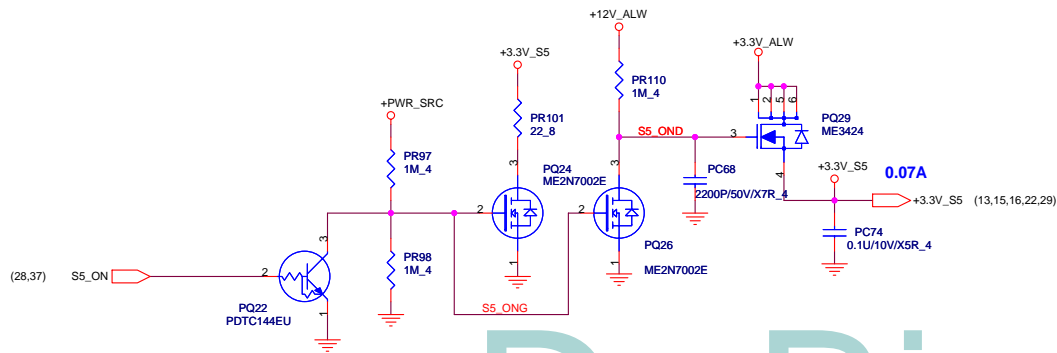 +12V_ALW
+3.3V_S5
+3.3V_ALW
PR110
1M_4
+PWR_SRC
PR101
22_8
1 2 5 6
PQ29
ME3424
S5_OND
3
3
3
4
PR97
1M_4
PQ24
ME2N7002E
PC68
2200P/50V/X7R_4
+3.3V_S5
0.07A
+3.3V_S5 (13,15,16,22,29)
2
2
1
1
PQ26
ME2N7002E
PC74
0.1U/10V/X5R_4
3
(28,37) S5_ON
2
PR98
1M_4
PQ22
PDTC144EU
1
S5_ONG